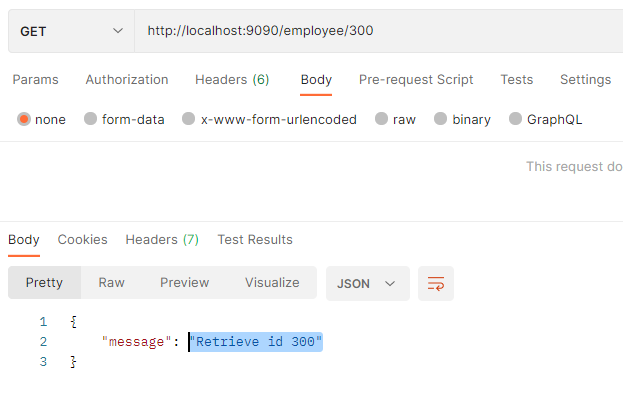 GET http://localhost:9090/employee/300
Params Authorization Headers (6) Body Pre-request Script Tests Settings
none form-data x-www-form-urlencoded raw binary GraphQL
This request do
Body Cookies Headers (7) Test Results
Pretty Raw Preview Visualize JSON
1 {
2 "message": "Retrieve id 300"
3 }